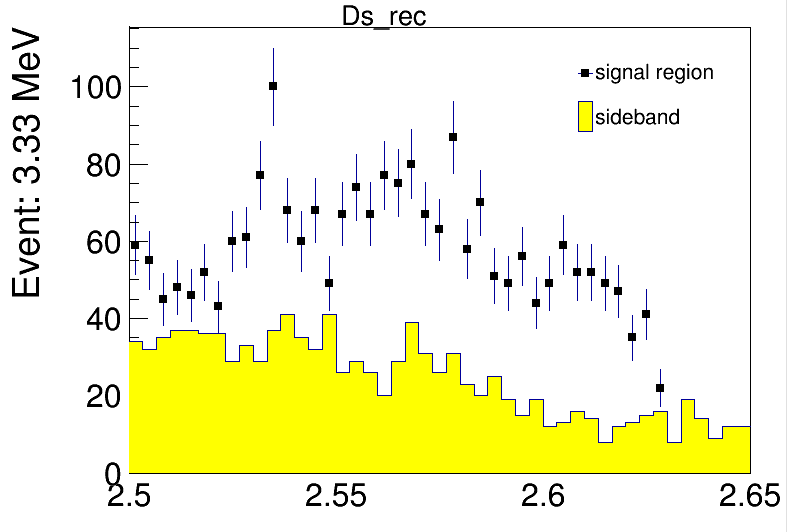 Ds_rec
Event: 3.33 MeV
signal region
sideband
100
80
60
40
20
0
2.5 2.55 2.6 2.65